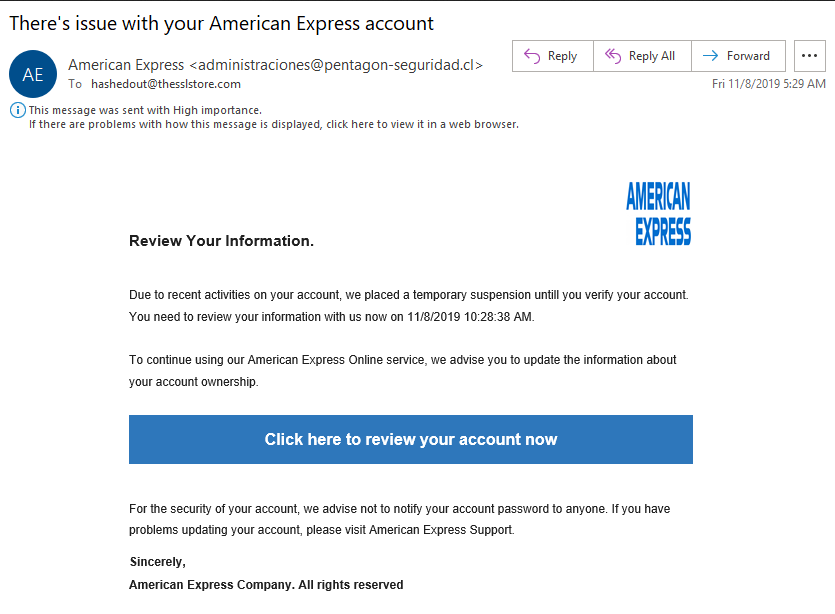 There's issue with your American Express account
AE
American Express <administraciones@pentagon-seguridad.cl>
To hashedout@thesslstore.com
Reply
Reply All
Forward
Fri 11/8/2019 5:29 AM
This message was sent with High importance.
If there are problems with how this message is displayed, click here to view it in a web browser.
AMERICAN
EXPRESS
Review Your Information.
Due to recent activities on your account, we placed a temporary suspension untill you verify your account.
You need to review your information with us now on 11/8/2019 10:28:38 AM.
To continue using our American Express Online service, we advise you to update the information about
your account ownership.
Click here to review your account now
For the security of your account, we advise not to notify your account password to anyone. If you have
problems updating your account, please visit American Express Support.
Sincerely,
American Express Company. All rights reserved